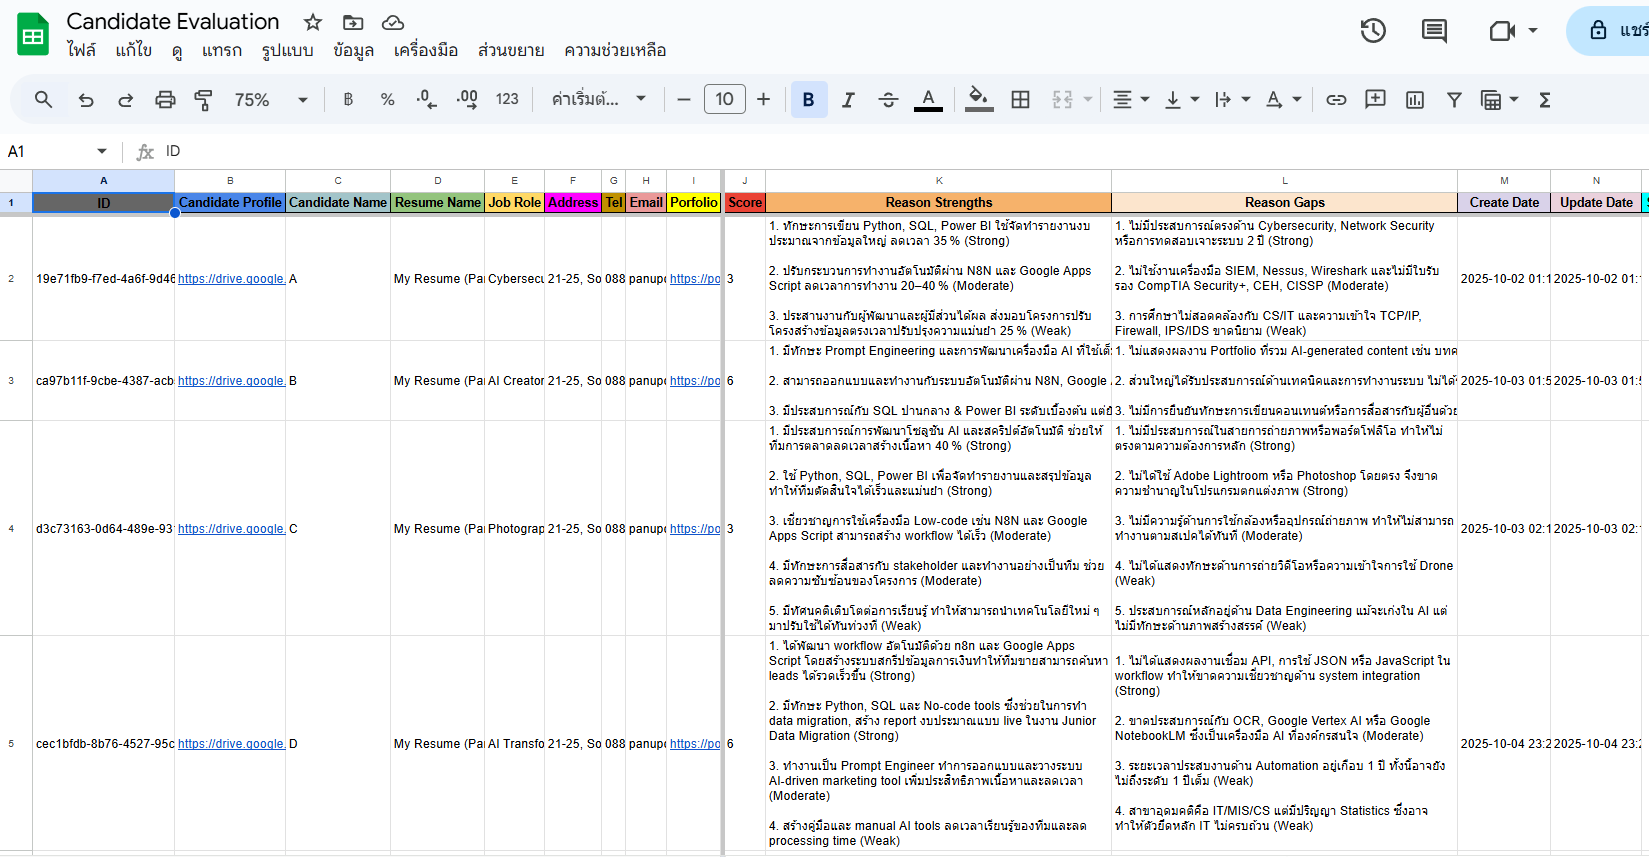 Candidate Evaluation
ไฟล์ แก้ไข ดู แทรก รูปแบบ ข้อมูล เครื่องมือ ส่วนขยาย ความช่วยเหลือ
แชร์
75% ฿ % .0 .00 123 ค่าเริ่มต้... 10 B I S A A Σ
A1 fx ID
A B C D E F G H I J K L M N
1 ID Candidate Profile Candidate Name Resume Name Job Role Address Tel Email Porfolio Score Reason Strengths Reason Gaps Create Date Update Date
2 19e71fb9-f7ed-4a6f-9d46 https://drive.google. A My Resume (Pa Cybersecu 21-25, So 088 panupo https://po 3
1. ทักษะการเขียน Python, SQL, Power BI ใช้จัดทำรายงานงบ
ประมาณจากข้อมูลใหญ่ ลดเวลา 35 % (Strong)
2. ปรับกระบวนการทำงานอัตโนมัติผ่าน N8N และ Google Apps
Script ลดเวลาการทำงาน 20–40 % (Moderate)
3. ประสานงานกับผู้พัฒนาและผู้มีส่วนได้ผล ส่งมอบโครงการปรับ
โครงสร้างข้อมูลตรงเวลาปรับปรุงความแม่นยำ 25 % (Weak)
1. ไม่มีประสบการณ์ตรงด้าน Cybersecurity, Network Security
หรือการทดสอบเจาะระบบ 2 ปี (Strong)
2. ไม่ใช้งานเครื่องมือ SIEM, Nessus, Wireshark และไม่มีใบรับ
รอง CompTIA Security+, CEH, CISSP (Moderate)
3. การศึกษาไม่สอดคล้องกับ CS/IT และความเข้าใจ TCP/IP,
Firewall, IPS/IDS ขาดนิยาม (Weak)
2025-10-02 01:1 2025-10-02 01:
3 ca97b11f-9cbe-4387-acb https://drive.google. B My Resume (Pa AI Creator 21-25, So 088 panupo https://po 6
1. มีทักษะ Prompt Engineering และการพัฒนาเครื่องมือ AI ที่ใช้เต็
2. สามารถออกแบบและทำงานกับระบบอัตโนมัติผ่าน N8N, Google
3. มีประสบการณ์กับ SQL ปานกลาง & Power BI ระดับเบื้องต้น แต่ยั
1. ไม่แสดงผลงาน Portfolio ที่รวม AI-generated content เช่น บทค
2. ส่วนใหญ่ได้รับประสบการณ์ด้านเทคนิคและการทำงานระบบ ไม่ได้
3. ไม่มีการยืนยันทักษะการเขียนคอนเทนต์หรือการสื่อสารกับผู้อื่นด้วย
2025-10-03 01:5 2025-10-03 01:5
4 d3c73163-0d64-489e-93 https://drive.google. C My Resume (Pa Photograp 21-25, So 088 panupo https://po 3
1. มีประสบการณ์การพัฒนาโซลูชัน AI และสคริปต์อัตโนมัติ ช่วยให้
ทีมการตลาดลดเวลาสร้างเนื้อหา 40 % (Strong)
2. ใช้ Python, SQL, Power BI เพื่อจัดทำรายงานและสรุปข้อมูล
ทำให้ทีมตัดสินใจได้เร็วและแม่นยำ (Strong)
3. เชี่ยวชาญการใช้เครื่องมือ Low-code เช่น N8N และ Google
Apps Script สามารถสร้าง workflow ได้เร็ว (Moderate)
4. มีทักษะการสื่อสารกับ stakeholder และทำงานอย่างเป็นทีม ช่วย
ลดความซับซ้อนของโครงการ (Moderate)
5. มีทัศนคติเติบโตต่อการเรียนรู้ ทำให้สามารถนำเทคโนโลยีใหม่ ๆ
มาปรับใช้ได้ทันท่วงที (Weak)
1. ไม่มีประสบการณ์ในสายการถ่ายภาพหรือพอร์ตโฟลิโอ ทำให้ไม่
ตรงตามความต้องการหลัก (Strong)
2. ไม่ได้ใช้ Adobe Lightroom หรือ Photoshop โดยตรง จึงขาด
ความชำนาญในโปรแกรมตกแต่งภาพ (Strong)
3. ไม่มีความรู้ด้านการใช้กล้องหรืออุปกรณ์ถ่ายภาพ ทำให้ไม่สามารถ
ทำงานตามสเปคได้ทันที (Moderate)
4. ไม่ได้แสดงทักษะด้านการถ่ายวิดีโอหรือความเข้าใจการใช้ Drone
(Weak)
5. ประสบการณ์หลักอยู่ด้าน Data Engineering แม้จะเก่งใน AI แต่
ไม่มีทักษะด้านภาพสร้างสรรค์ (Weak)
2025-10-03 02:1 2025-10-03 02:
5 cec1bfdb-8b76-4527-95c https://drive.google. D My Resume (Pa AI Transfo 21-25, So 088 panupo https://po 6
1. ได้พัฒนา workflow อัตโนมัติด้วย n8n และ Google Apps
Script โดยสร้างระบบสกรีปข้อมูลการเงินทำให้ทีมขายสามารถค้นหา
leads ได้รวดเร็วขึ้น (Strong)
2. มีทักษะ Python, SQL และ No-code tools ซึ่งช่วยในการทำ
data migration, สร้าง report งบประมาณแบบ live ในงาน Junior
Data Migration (Strong)
3. ทำงานเป็น Prompt Engineer ทำการออกแบบและวางระบบ
AI-driven marketing tool เพิ่มประสิทธิภาพเนื้อหาและลดเวลา
(Moderate)
4. สร้างคู่มือและ manual AI tools ลดเวลาเรียนรู้ของทีมและลด
processing time (Weak)
1. ไม่ได้แสดงผลงานเชื่อม API, การใช้ JSON หรือ JavaScript ใน
workflow ทำให้ขาดความเชี่ยวชาญด้าน system integration
(Strong)
2. ขาดประสบการณ์กับ OCR, Google Vertex AI หรือ Google
NotebookLM ซึ่งเป็นเครื่องมือ AI ที่องค์กรสนใจ (Moderate)
3. ระยะเวลาประสบงานด้าน Automation อยู่เกือบ 1 ปี ทั้งนี้อาจยัง
ไม่ถึงระดับ 1 ปีเต็ม (Weak)
4. สาขาอุดมคติคือ IT/MIS/CS แต่มีปริญญา Statistics ซึ่งอาจ
ทำให้ตัวยึดหลัก IT ไม่ครบถ้วน (Weak)
2025-10-04 23:2 2025-10-04 23:2